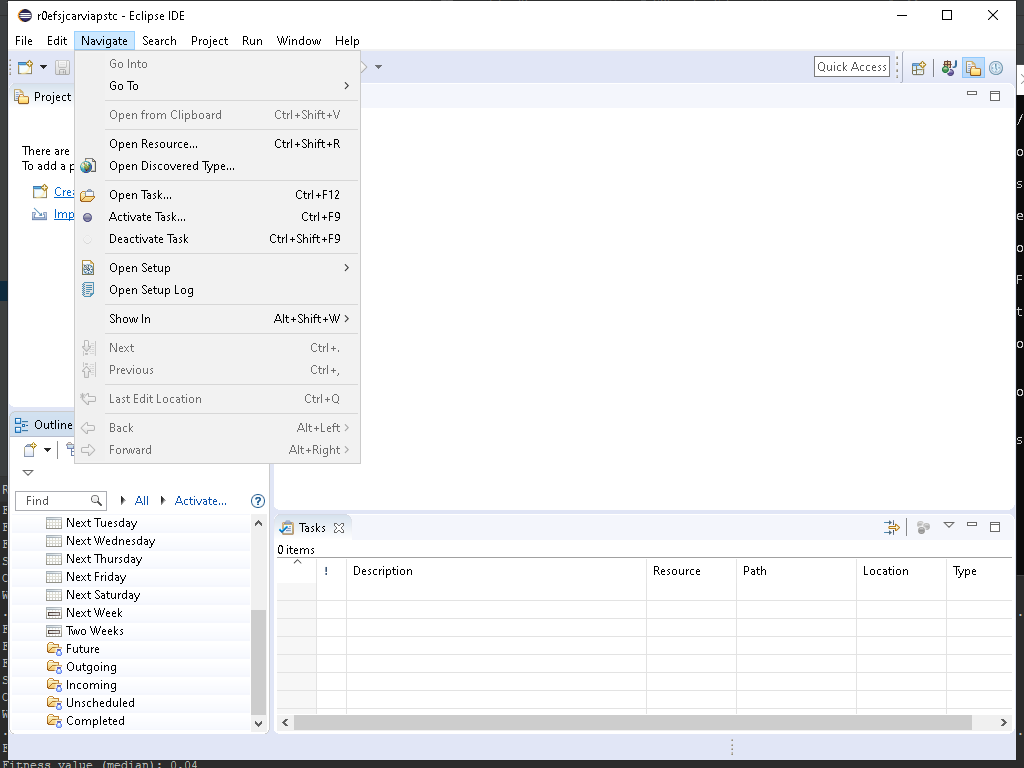 r0efsjcarviapstc - Eclipse IDE
File Edit Navigate Search Project Run Window Help
Quick Access
Project
Go Into
Go To
Open from Clipboard Ctrl+Shift+V
Open Resource... Ctrl+Shift+R
Open Discovered Type...
Open Task... Ctrl+F12
Activate Task... Ctrl+F9
Deactivate Task Ctrl+Shift+F9
Open Setup
Open Setup Log
Show In Alt+Shift+W
Next Ctrl+.
Previous Ctrl+,
Last Edit Location Ctrl+Q
Back Alt+Left
Forward Alt+Right
There are
To add a p
Crea
Imp
Outline
Find All Activate...
Next Tuesday
Next Wednesday
Next Thursday
Next Friday
Next Saturday
Next Week
Two Weeks
Future
Outgoing
Incoming
Unscheduled
Completed
Tasks
0 items
! Description Resource Path Location Type
Fitness value (median): 0.04